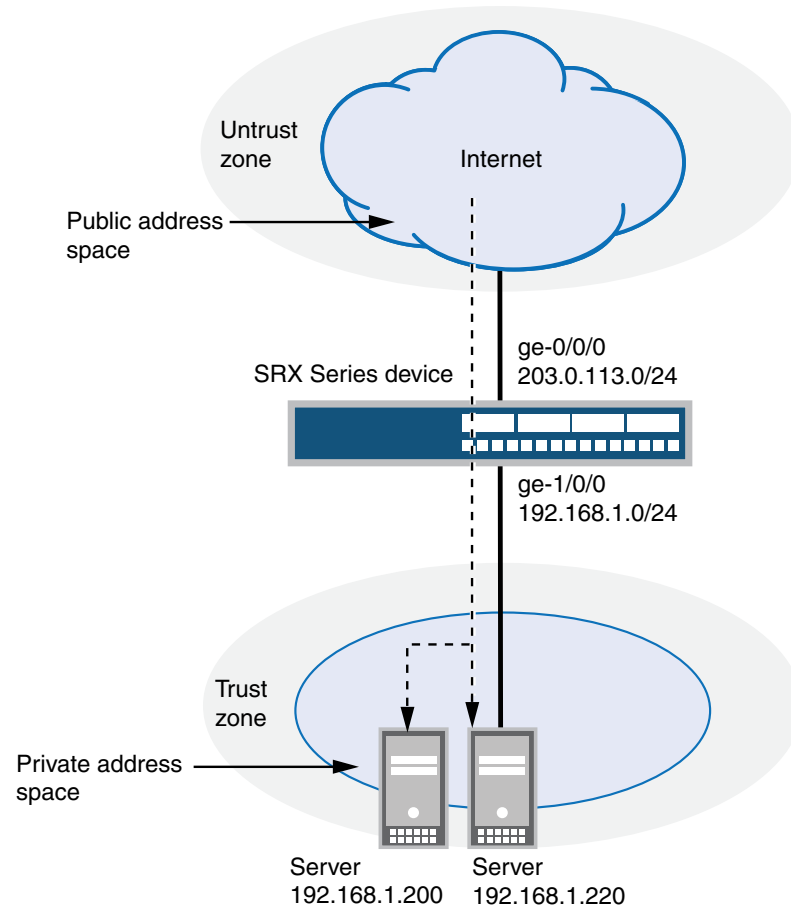 Untrust
zone
Internet
Public address
space
ge-0/0/0
203.0.113.0/24
SRX Series device
ge-1/0/0
192.168.1.0/24
Trust
zone
Private address
space
Server
192.168.1.200
Server
192.168.1.220